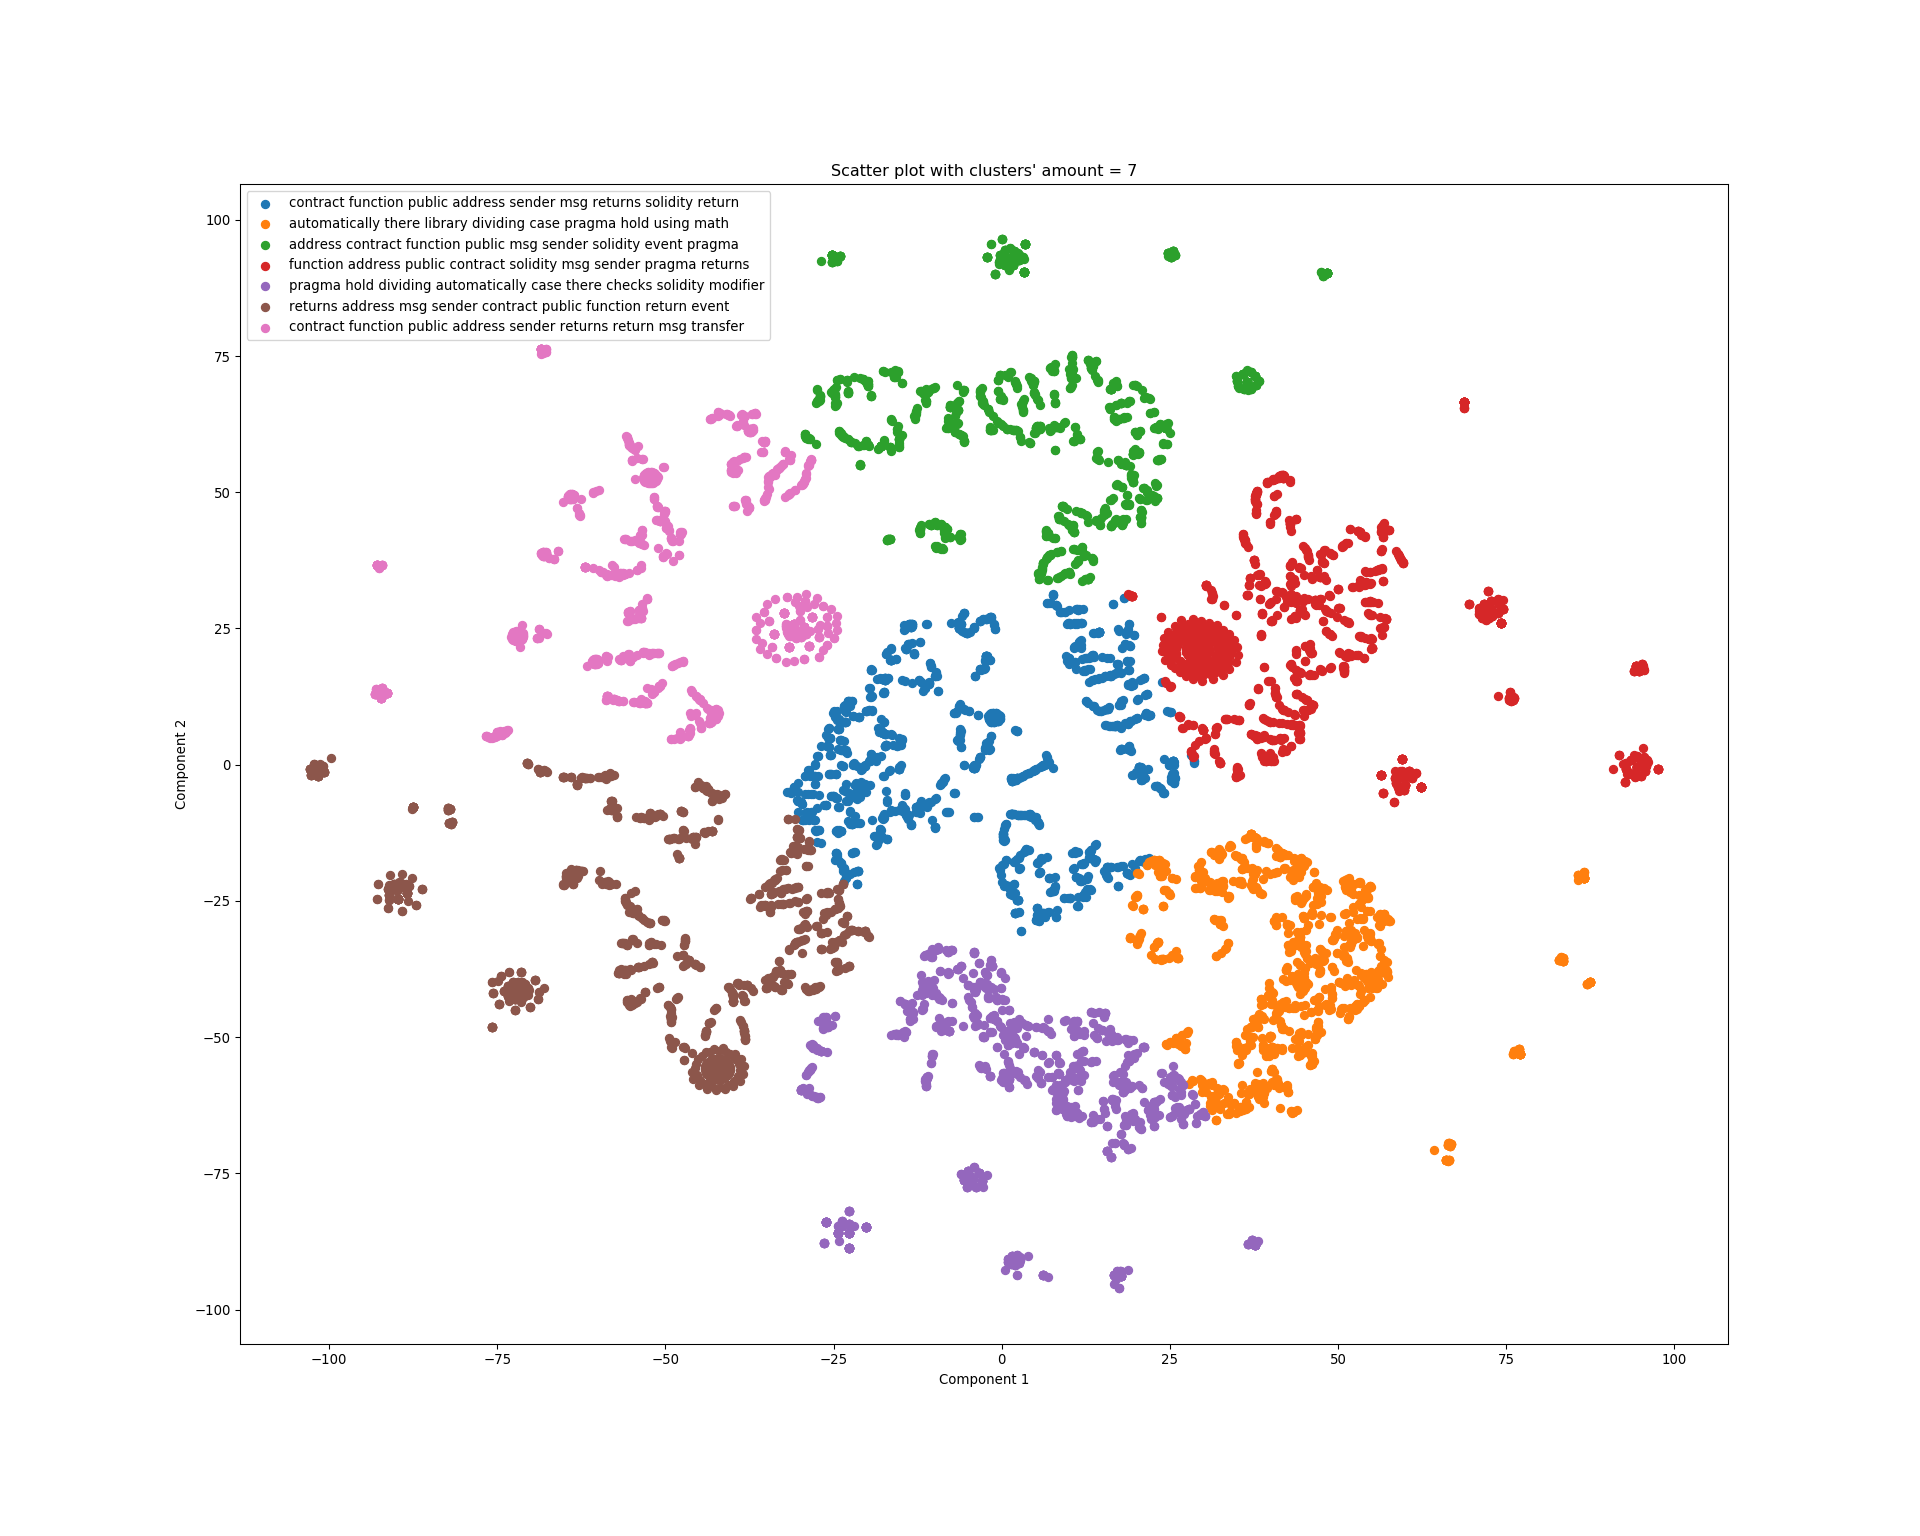 Scatter plot with clusters' amount = 7
contract function public address sender msg returns solidity return
automatically there library dividing case pragma hold using math
address contract function public msg sender solidity event pragma
function address public contract solidity msg sender pragma returns
pragma hold dividing automatically case there checks solidity modifier
returns address msg sender contract public function return event
contract function public address sender returns return msg transfer
Component 2
100
75
50
25
0
−25
−50
−75
−100
−100 −75 −50 −25 0 25 50 75 100
Component 1